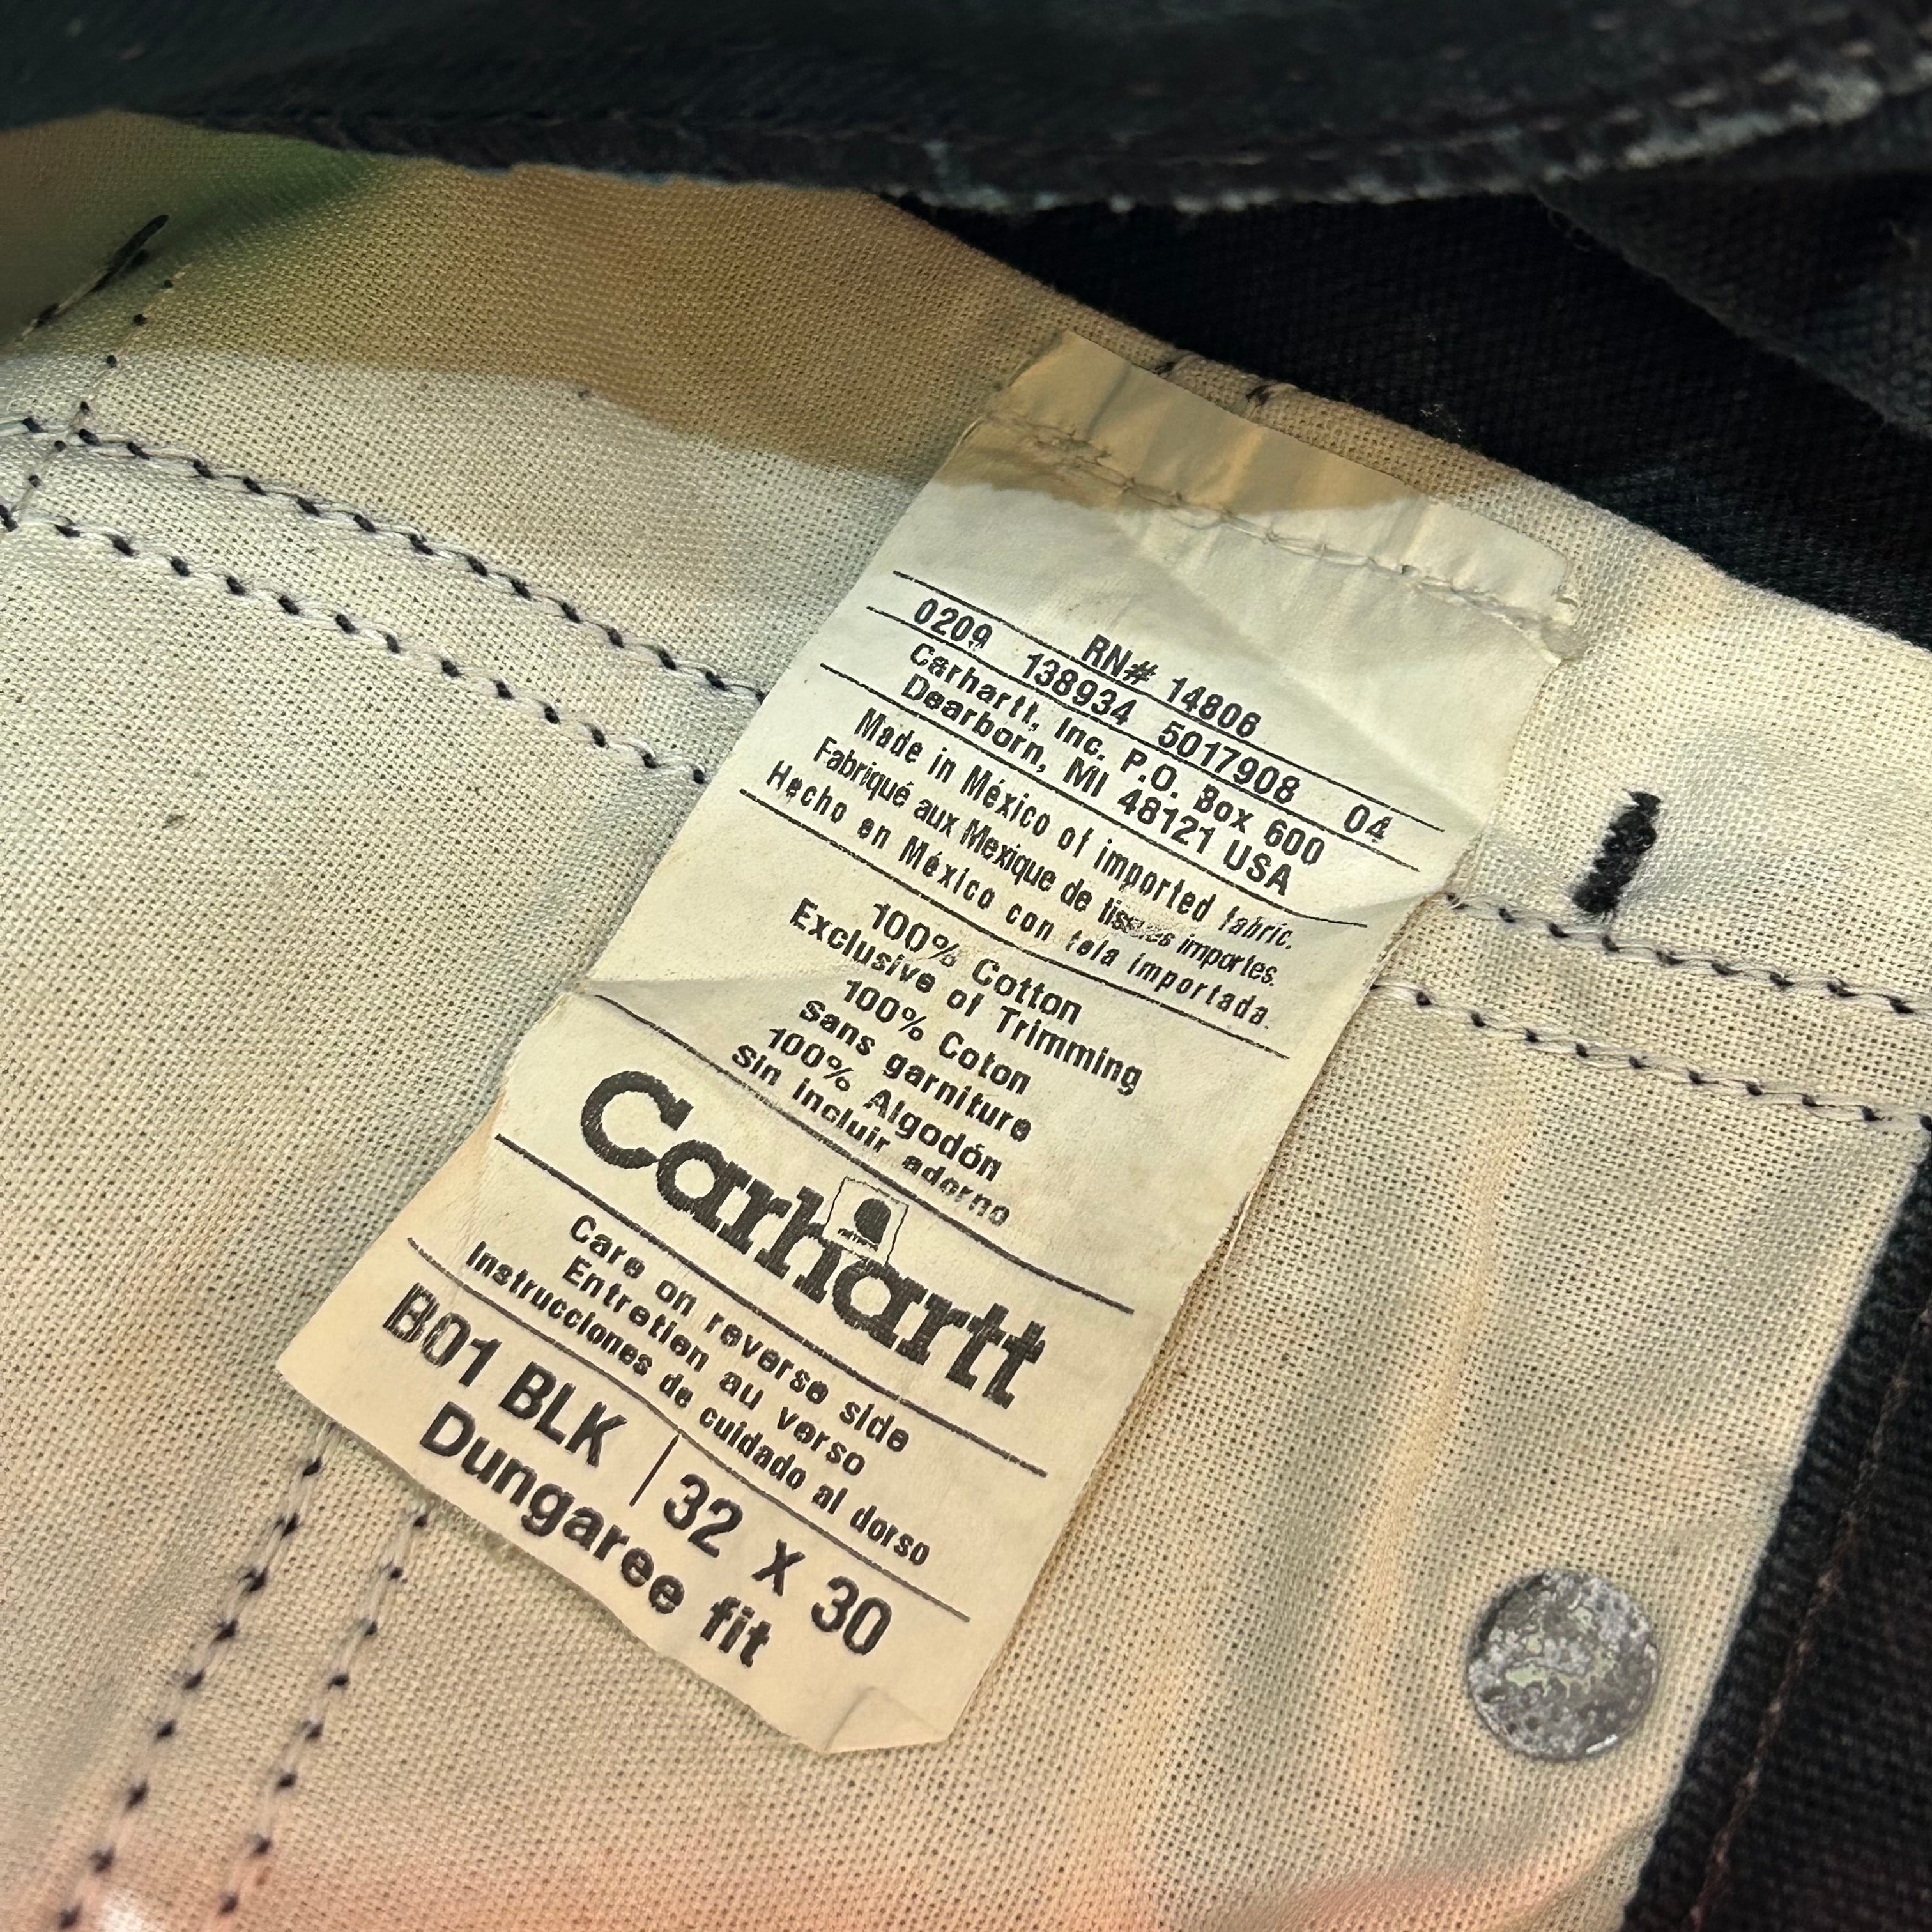 RN# 14806
0209 138934 5017908 04
Carhartt, Inc. P.O. Box 600
Dearborn, MI 48121 USA
Made in México of imported fabric.
Fabriqué aux Mexique de tissues importes.
Hecho en México con tela importada.
100% Cotton
Exclusive of Trimming
100% Coton
Sans garniture
100% Algodón
Sin incluir adorno
Carhartt
Care on reverse side
Entretien au verso
Instrucciones de cuidado al dorso
B01 BLK | 32 x 30
Dungaree fit